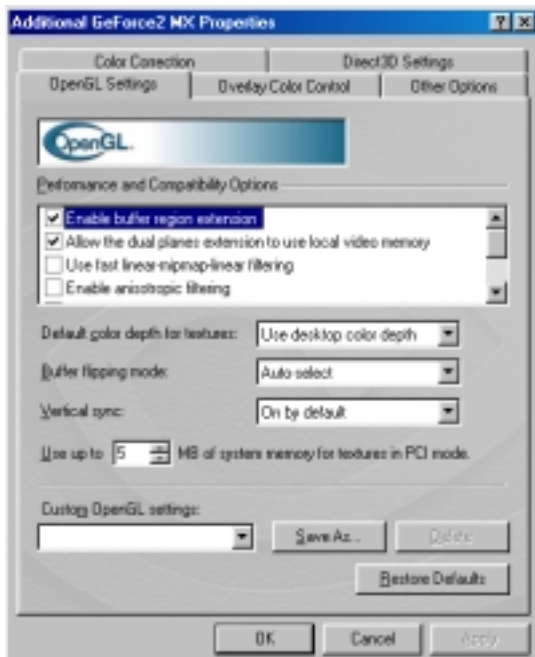 Additional GeForce2 MX Properties
Color Correction
Direct3D Settings
OpenGL Settings
Overlay Color Control
Other Options
OpenGL.
Performance and Compatibility Options
Enable buffer region extension
Allow the dual planes extension to use local video memory
Use fast linear-mipmap-linear filtering
Enable anisotropic filtering
Default color depth for textures:
Use desktop color depth
Buffer flipping mode:
Auto select
Vertical sync:
On by default
Use up to 5 MB of system memory for textures in PCI mode.
Custom OpenGL settings:
Save As...
Delete
Restore Defaults
OK
Cancel
Apply